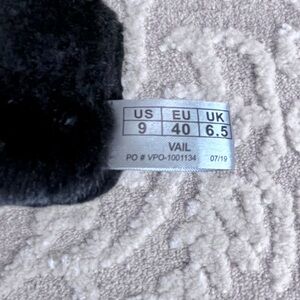 US EU UK
9 40 6.5
VAIL
PO # VPO-1001134 07/19